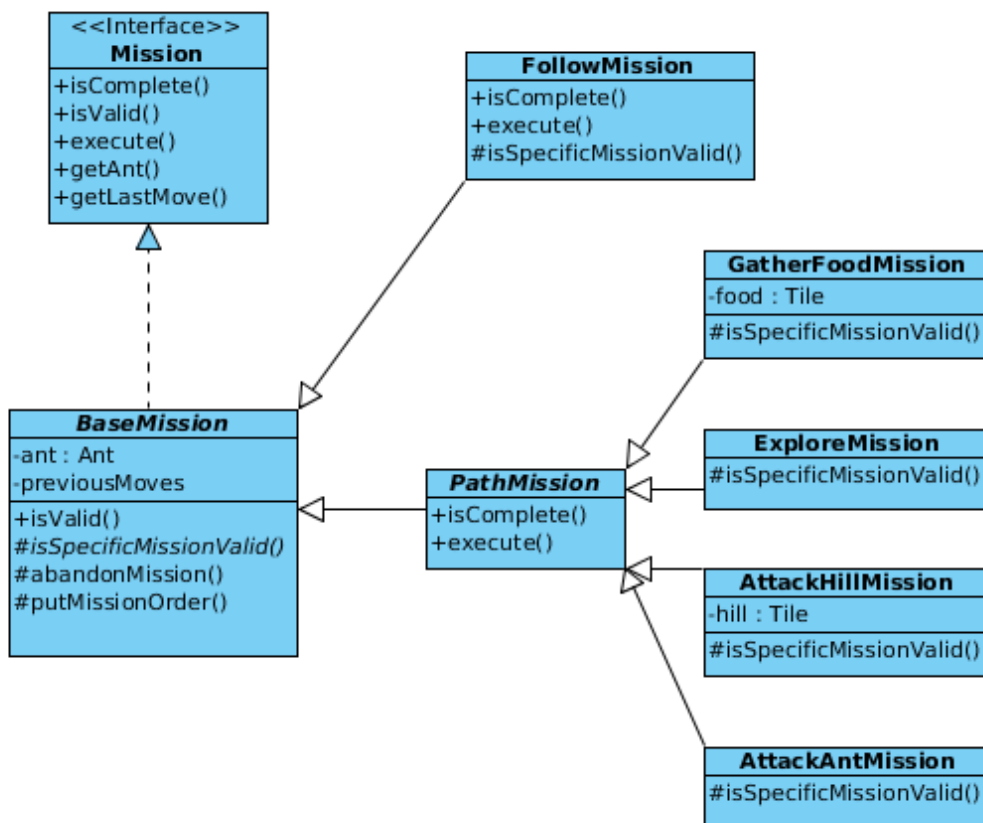 <<Interface>>
Mission
+isComplete()
+isValid()
+execute()
+getAnt()
+getLastMove()
FollowMission
+isComplete()
+execute()
#isSpecificMissionValid()
GatherFoodMission
-food : Tile
#isSpecificMissionValid()
BaseMission
-ant : Ant
-previousMoves
+isValid()
#isSpecificMissionValid()
#abandonMission()
#putMissionOrder()
PathMission
+isComplete()
+execute()
ExploreMission
#isSpecificMissionValid()
AttackHillMission
-hill : Tile
#isSpecificMissionValid()
AttackAntMission
#isSpecificMissionValid()